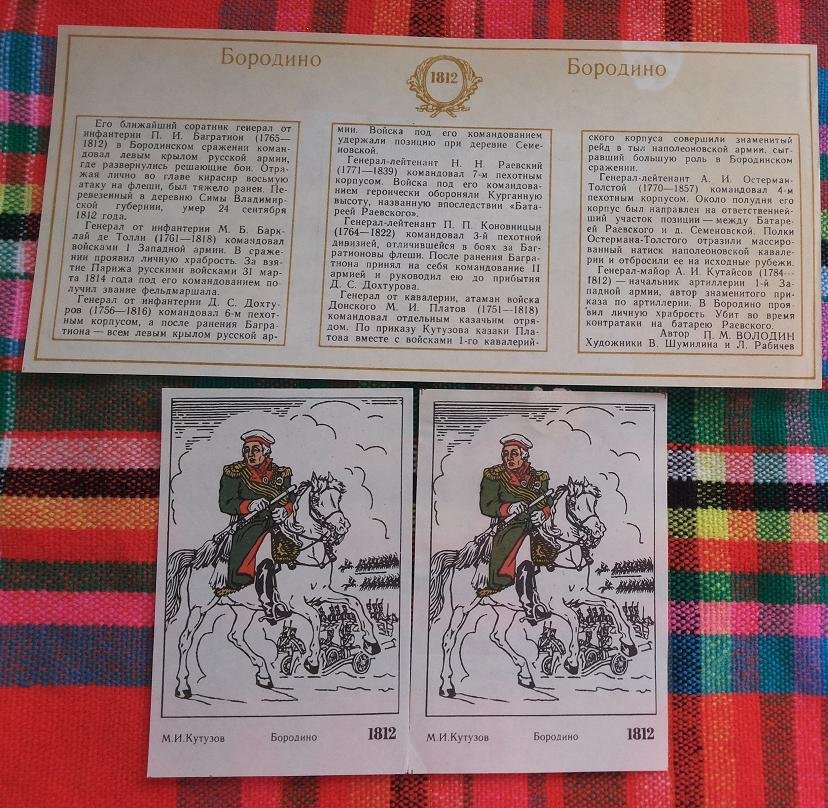 Бородино
1812
Бородино
Его ближайший соратник генерал от
инфантерии П. И. Багратион (1765—
1812) в Бородинском сражении коман-
довал левым крылом русской армии,
где развернулись решающие бои. Отра-
жая лично во главе кирасир восьмую
атаку на флеши, был тяжело ранен. Пе-
ревезенный в деревню Симы Владимир-
ской губернии, умер 24 сентября
1812 года.
Генерал от инфантерии М. Б. Барк-
лай де Толли (1761—1818) командовал
войсками I Западной армии. В сраже-
нии проявил личную храбрость. За взя-
тие Парижа русскими войсками 31 мар-
та 1814 года под его командованием по-
лучил звание фельдмаршала.
Генерал от инфантерии Д. С. Дохту-
ров (1756—1816) командовал 6-м пехот-
ным корпусом, а после ранения Багра-
тиона — всем левым крылом русской ар-
мии. Войска под его командованием
удержали позицию при деревне Семе-
новской.
Генерал-лейтенант Н. Н. Раевский
(1771—1839) командовал 7-м пехотным
корпусом. Войска под его командова-
нием героически обороняли Курганную
высоту, названную впоследствии «Бата-
реей Раевского».
Генерал-лейтенант П. П. Коновницын
(1764—1822) командовал 3-й пехотной
дивизией, отличившейся в боях за Баг-
ратионовы флеши. После ранения Багра-
тиона принял на себя командование II
армией и руководил ею до прибытия
Д. С. Дохтурова.
Генерал от кавалерии, атаман войска
Донского М. И. Платов (1751—1818)
командовал отдельным казачьим отря-
дом. По приказу Кутузова казаки Пла-
това вместе с войсками 1-го кавалерий-
ского корпуса совершили знаменитый
рейд в тыл наполеоновской армии, сыг-
равший большую роль в Бородинском
сражении.
Генерал-лейтенант А. И. Остерман-
Толстой (1770—1857) командовал 4-м
пехотным корпусом. Около полудня его
корпус был направлен на ответственней-
ший участок позиции — между Батаре-
ей Раевского и д. Семеновской. Полки
Остермана-Толстого отразили массиро-
ванный натиск наполеоновской кавале-
рии и отбросили ее на исходные рубежи.
Генерал-майор А. И. Кутайсов (1784—
1812) — начальник артиллерии 1-й За-
падной армии, автор знаменитого при-
каза по артиллерии. В Бородино проя-
вил личную храбрость. Убит во время
контратаки на батарею Раевского.
Автор П. М. ВОЛОДИН
Художники В. Шумилина и Л. Рабичев
М.И.Кутузов Бородино 1812
М.И.Кутузов Бородино 1812